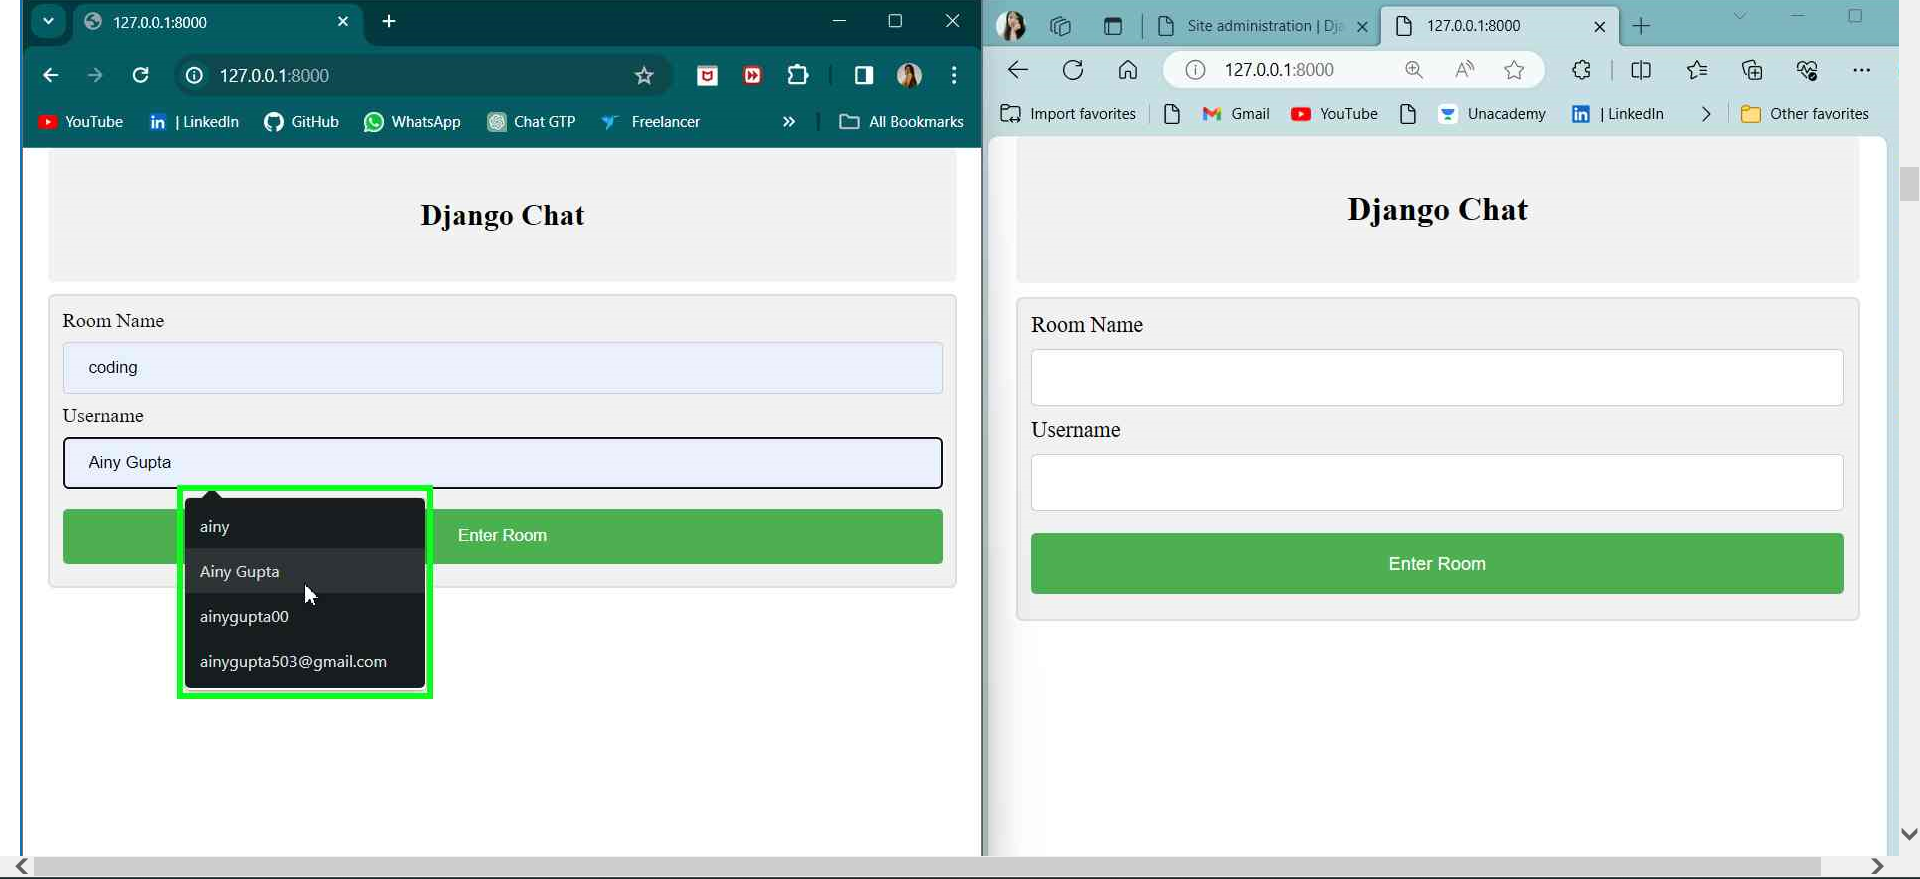 127.0.0.1:8000
127.0.0.1:8000
YouTube
in | LinkedIn
GitHub
WhatsApp
Chat GTP
Freelancer
All Bookmarks
Django Chat
Room Name
coding
Username
Ainy Gupta
Enter Room
ainy
Ainy Gupta
ainygupta00
ainygupta503@gmail.com
Site administration | Dj
127.0.0.1:8000
127.0.0.1:8000
Import favorites
Gmail
YouTube
Unacademy
in | LinkedIn
Other favorites
Django Chat
Room Name
Username
Enter Room